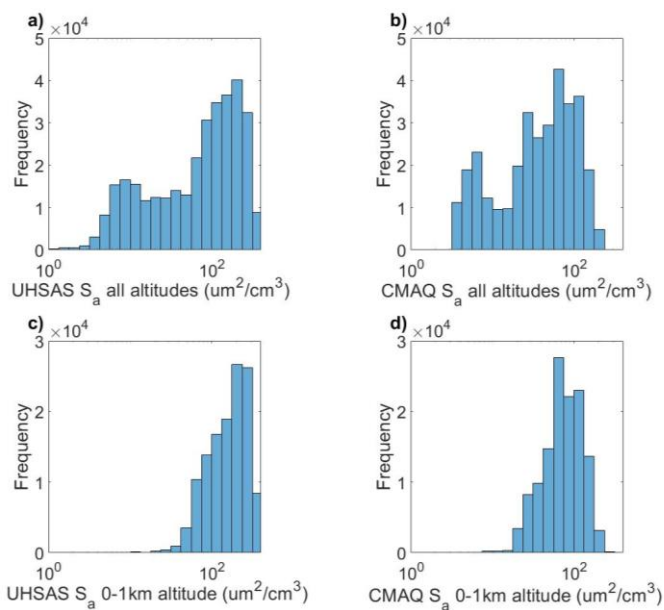 a)
×10⁴
5
4
3
2
1
0
Frequency
10⁰ 10²
UHSAS Sₐ all altitudes (um²/cm³)
b)
×10⁴
5
4
3
2
1
0
Frequency
10⁰ 10²
CMAQ Sₐ all altitudes (um²/cm³)
c)
×10⁴
3
2
1
0
Frequency
10⁰ 10²
UHSAS Sₐ 0-1km altitude (um²/cm³)
d)
×10⁴
3
2
1
0
Frequency
10⁰ 10²
CMAQ Sₐ 0-1km altitude (um²/cm³)